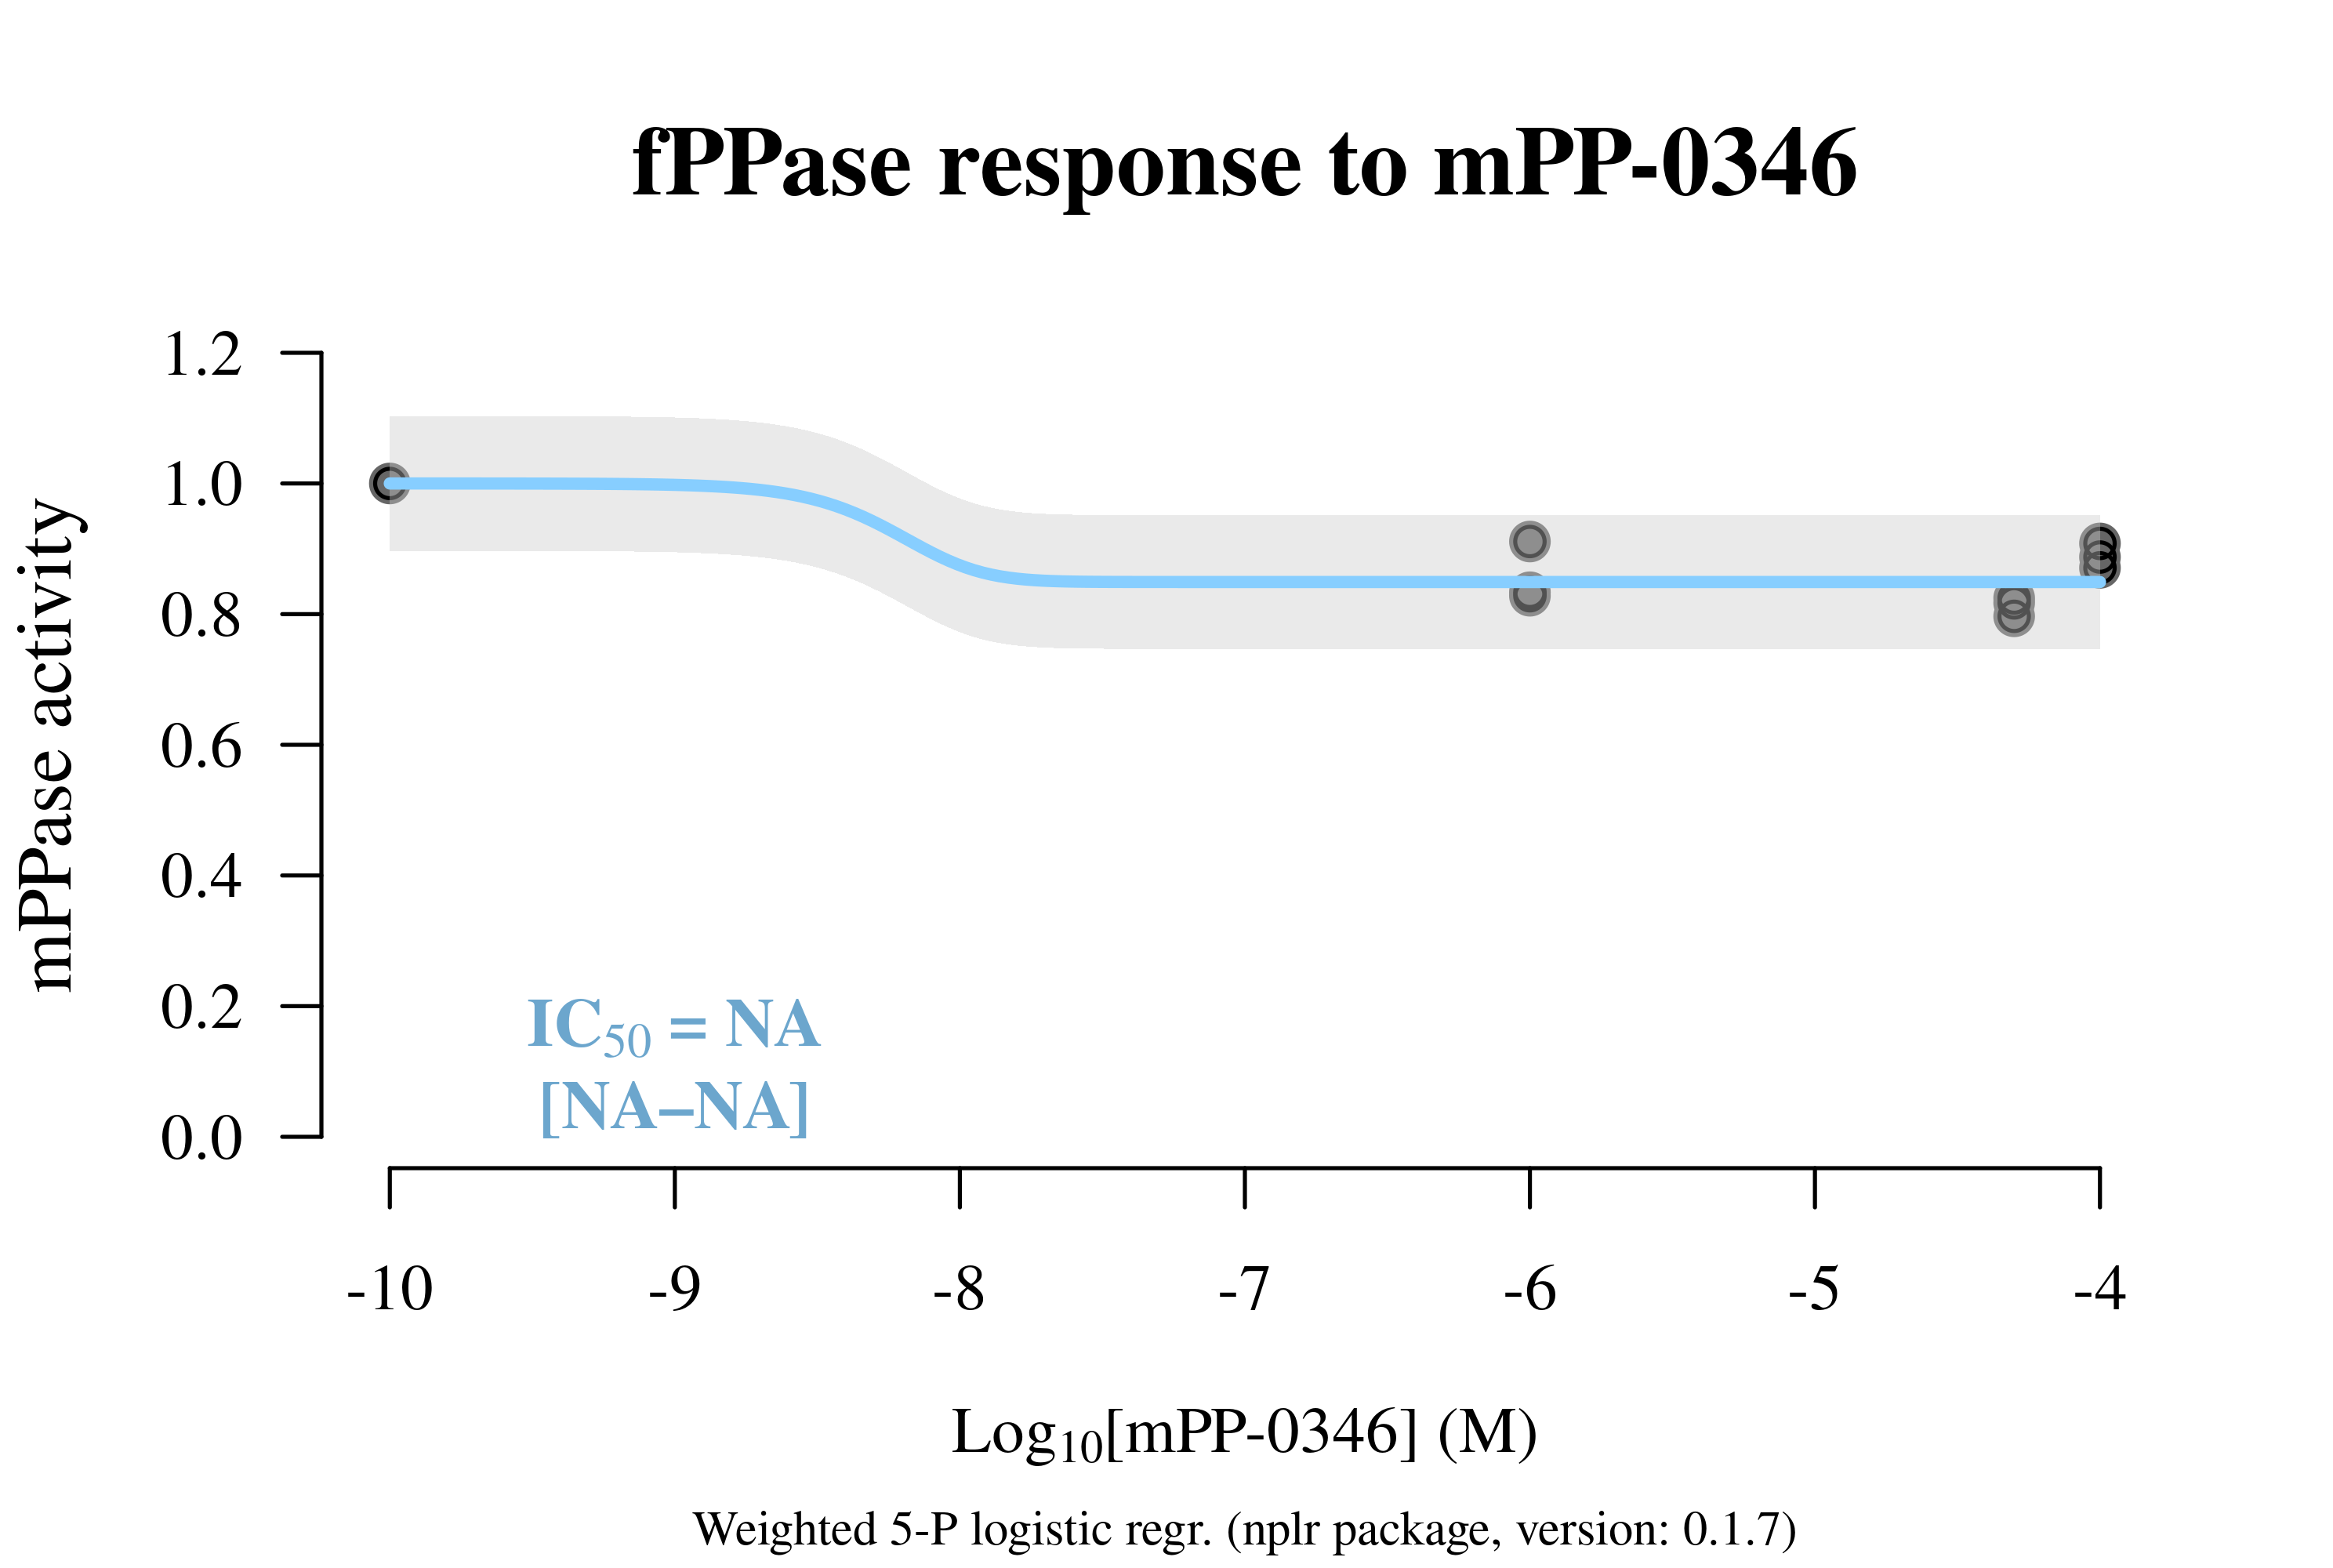 fPPase response to mPP-0346
mPPase activity
1.2
1.0
0.8
0.6
0.4
0.2
0.0
IC50 = NA
[NA–NA]
-10 -9 -8 -7 -6 -5 -4
Log10[mPP-0346] (M)
Weighted 5-P logistic regr. (nplr package, version: 0.1.7)